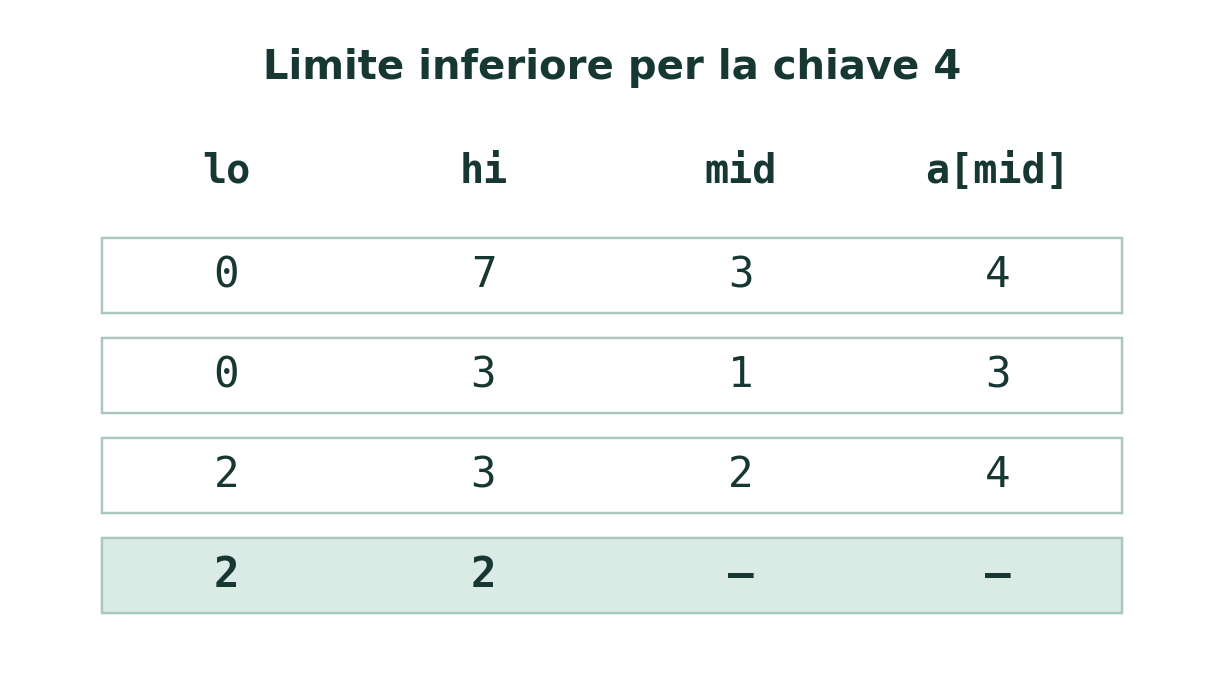 Limite inferiore per la chiave 4
lo hi mid a[mid]
0 7 3 4
0 3 1 3
2 3 2 4
2 2 – –